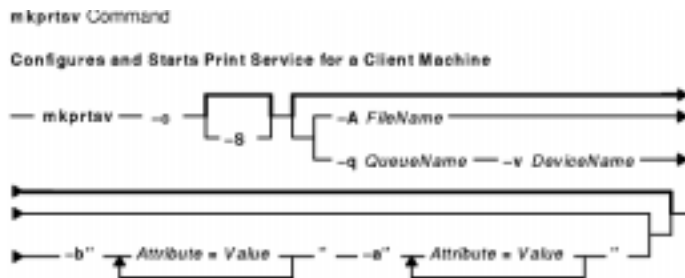 mkprtsv Command
Configures and Starts Print Service for a Client Machine
mkprtsv -c
-S
-A FileName
-q QueueName -v DeviceName
-b" Attribute = Value " -a" Attribute = Value "